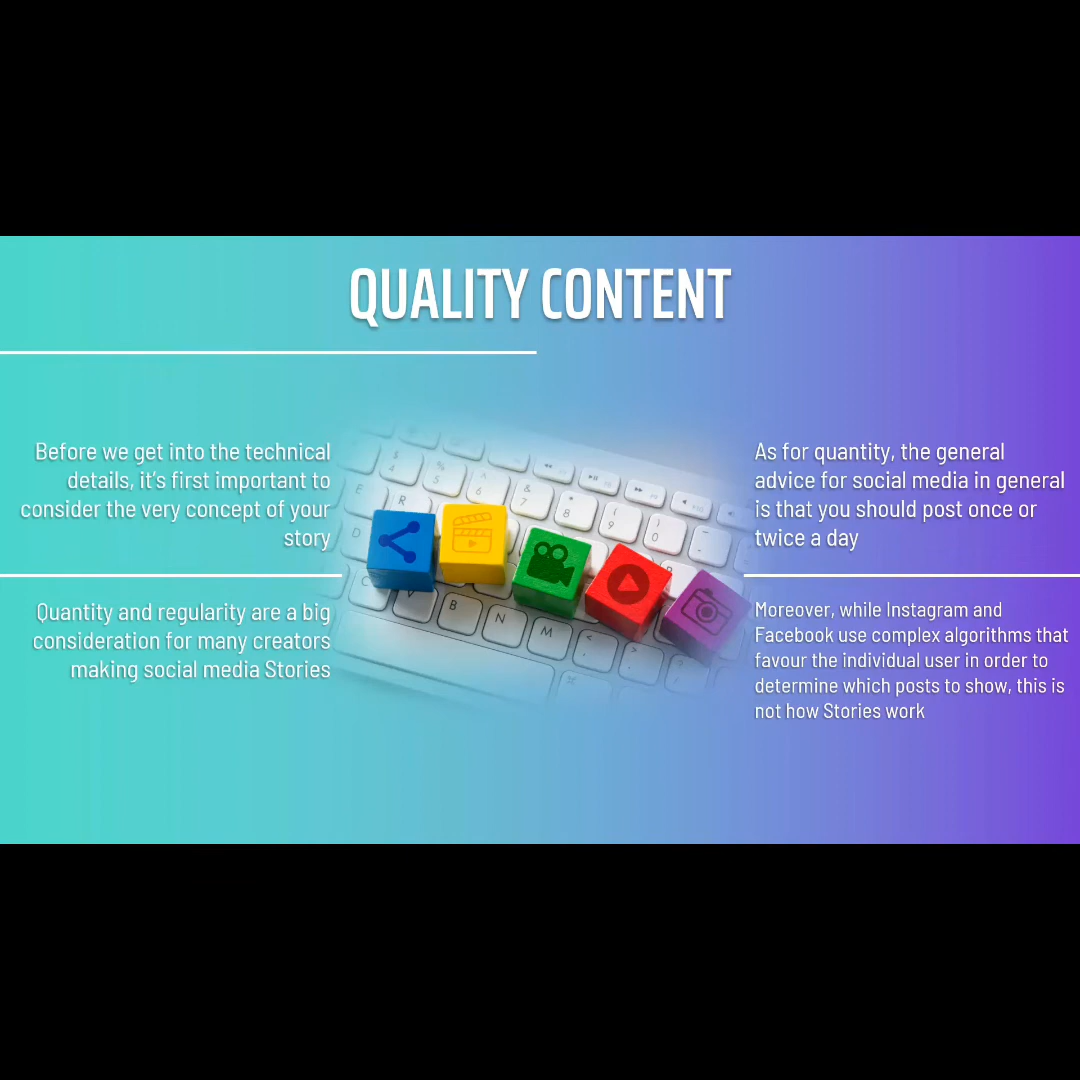 QUALITY CONTENT
Before we get into the technical
details, it's first important to
consider the very concept of your
story
Quantity and regularity are a big
consideration for many creators
making social media Stories
As for quantity, the general
advice for social media in general
is that you should post once or
twice a day
Moreover, while Instagram and
Facebook use complex algorithms that
favour the individual user in order to
determine which posts to show, this is
not how Stories work